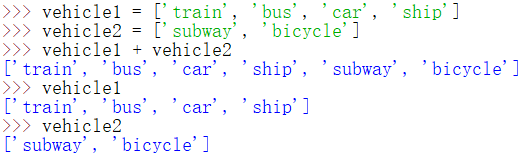 >>> vehicle1 = ['train', 'bus', 'car', 'ship']
>>> vehicle2 = ['subway', 'bicycle']
>>> vehicle1 + vehicle2
['train', 'bus', 'car', 'ship', 'subway', 'bicycle']
>>> vehicle1
['train', 'bus', 'car', 'ship']
>>> vehicle2
['subway', 'bicycle']